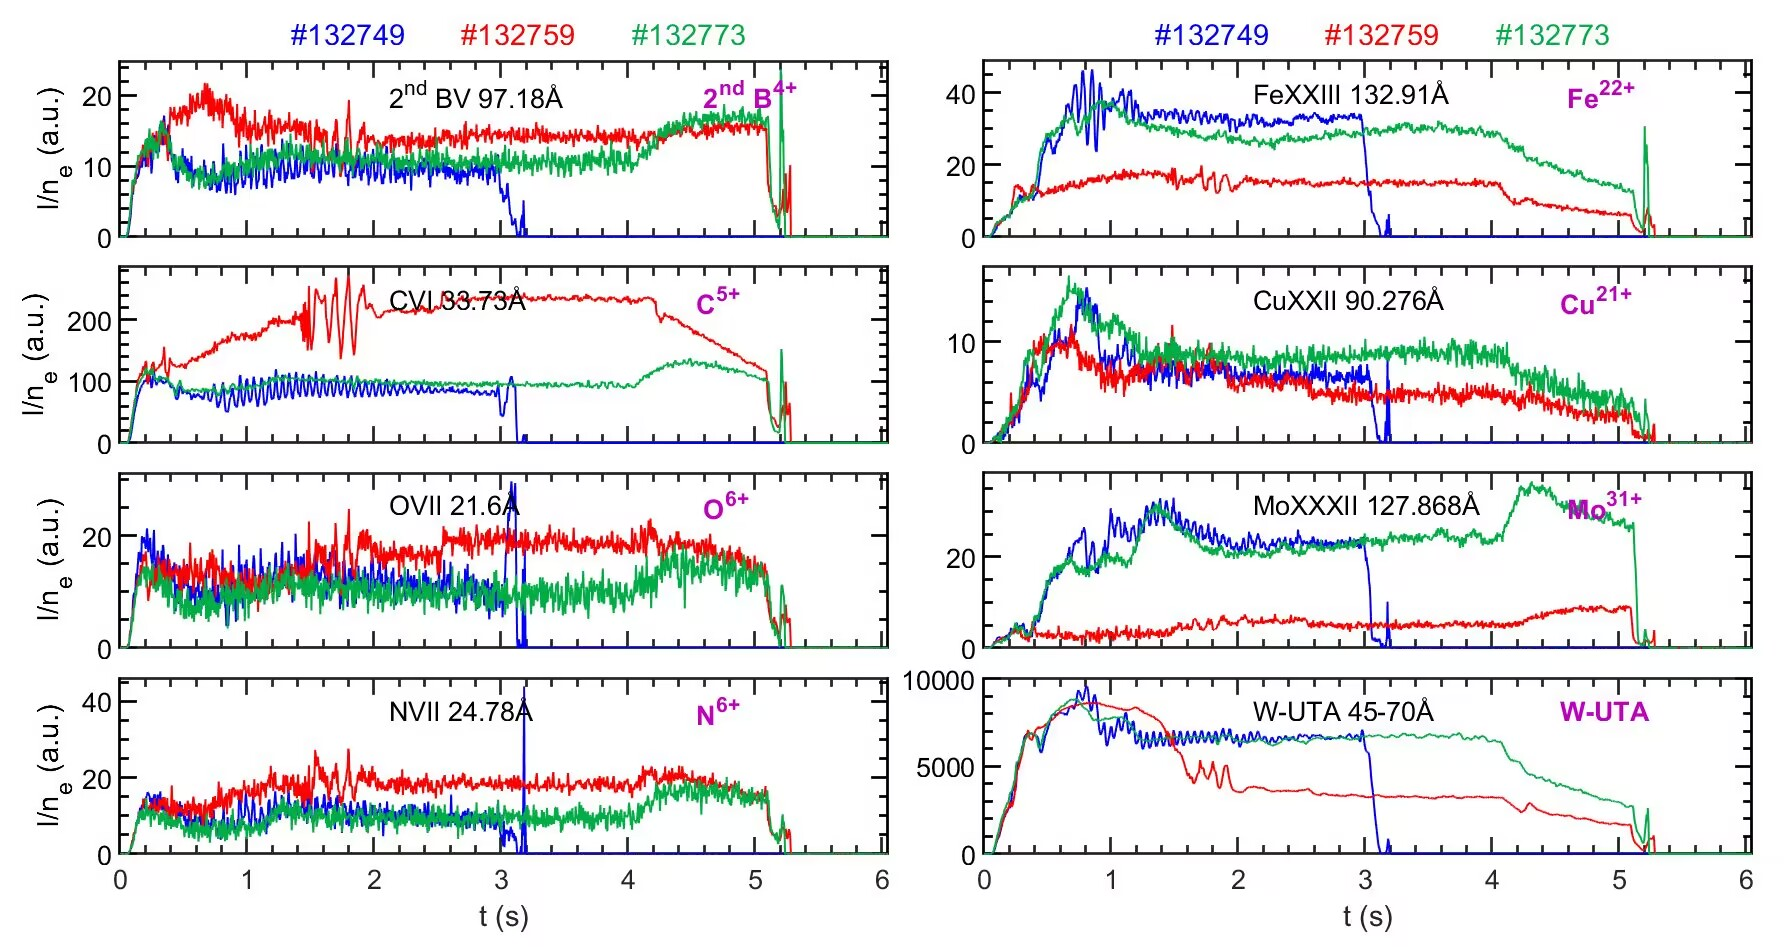 #132749 #132759 #132773
I/nₑ (a.u.)
20
10
0
2ⁿᵈ BV 97.18Å
2ⁿᵈ B⁴⁺
I/nₑ (a.u.)
200
100
0
CVI 33.73Å
C⁵⁺
I/nₑ (a.u.)
20
0
OVII 21.6Å
O⁶⁺
I/nₑ (a.u.)
40
20
0
NVII 24.78Å
N⁶⁺
0 1 2 3 4 5 6
t (s)
#132749 #132759 #132773
40
20
0
FeXXIII 132.91Å
Fe²²⁺
10
0
CuXXII 90.276Å
Cu²¹⁺
20
0
MoXXXII 127.868Å
Mo³¹⁺
10000
5000
0
W-UTA 45-70Å
W-UTA
0 1 2 3 4 5 6
t (s)